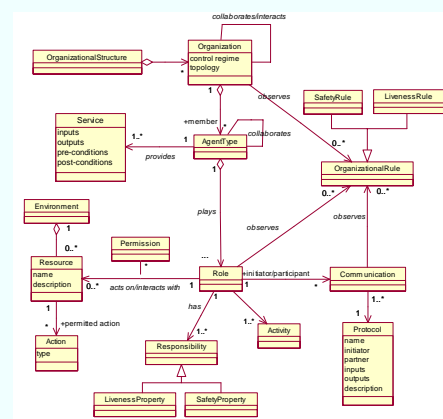 collaborates/interacts
Organization
control regime
topology
OrganizationalStructure
*
1
1
observes
SafetyRule
LivenessRule
+member
*
Service
inputs
outputs
pre-conditions
post-conditions
1..*
1
AgentType
collaborates
provides
1
0..*
OrganizationalRule
0..*
0..*
Environment
1
plays
observes
observes
Permission
*
...
0..*
Resource
name
description
0..*
acts on/interacts with
1
Role
1
+initiator/participant
*
Communication
1
1
1
1..*
has
+permitted action
*
Action
type
1..*
Responsibility
1..*
Activity
1
Protocol
name
initiator
partner
inputs
outputs
description
LivenessProperty
SafetyProperty